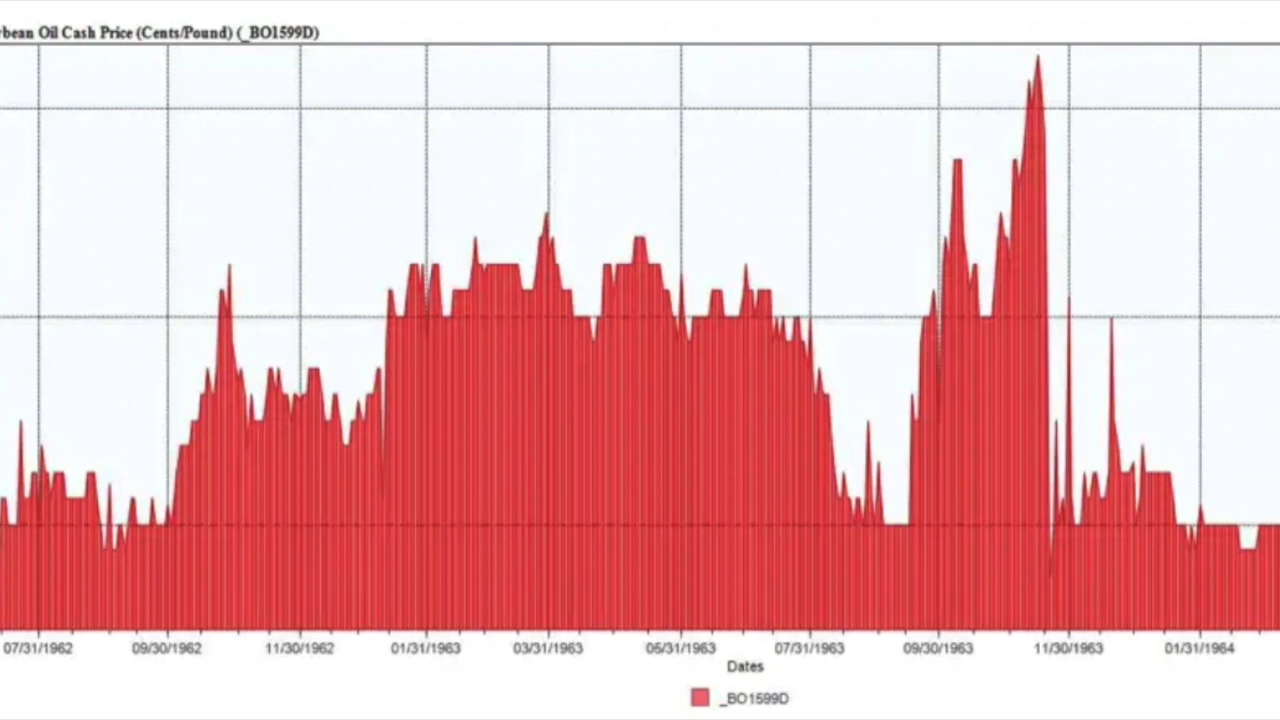 rbean Oil Cash Price (Cents/Pound) (_BO1599D)
07/31/1962 09/30/1962 11/30/1962 01/31/1963 03/31/1963 05/31/1963 07/31/1963 09/30/1963 11/30/1963 01/31/1964
Dates
_BO1599D